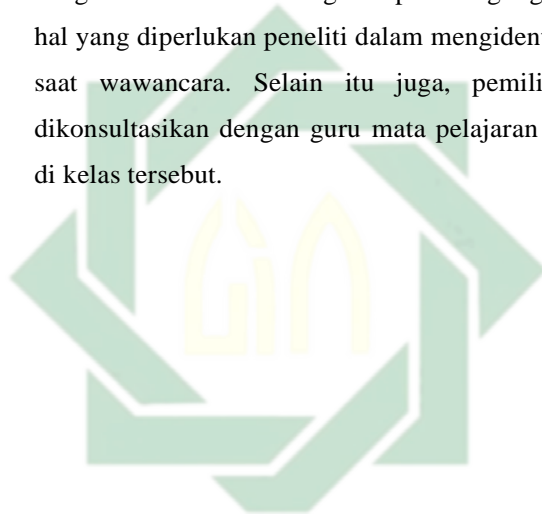 hal yang diperlukan peneliti dalam mengident
saat wawancara. Selain itu juga, pemili
dikonsultasikan dengan guru mata pelajaran
di kelas tersebut.